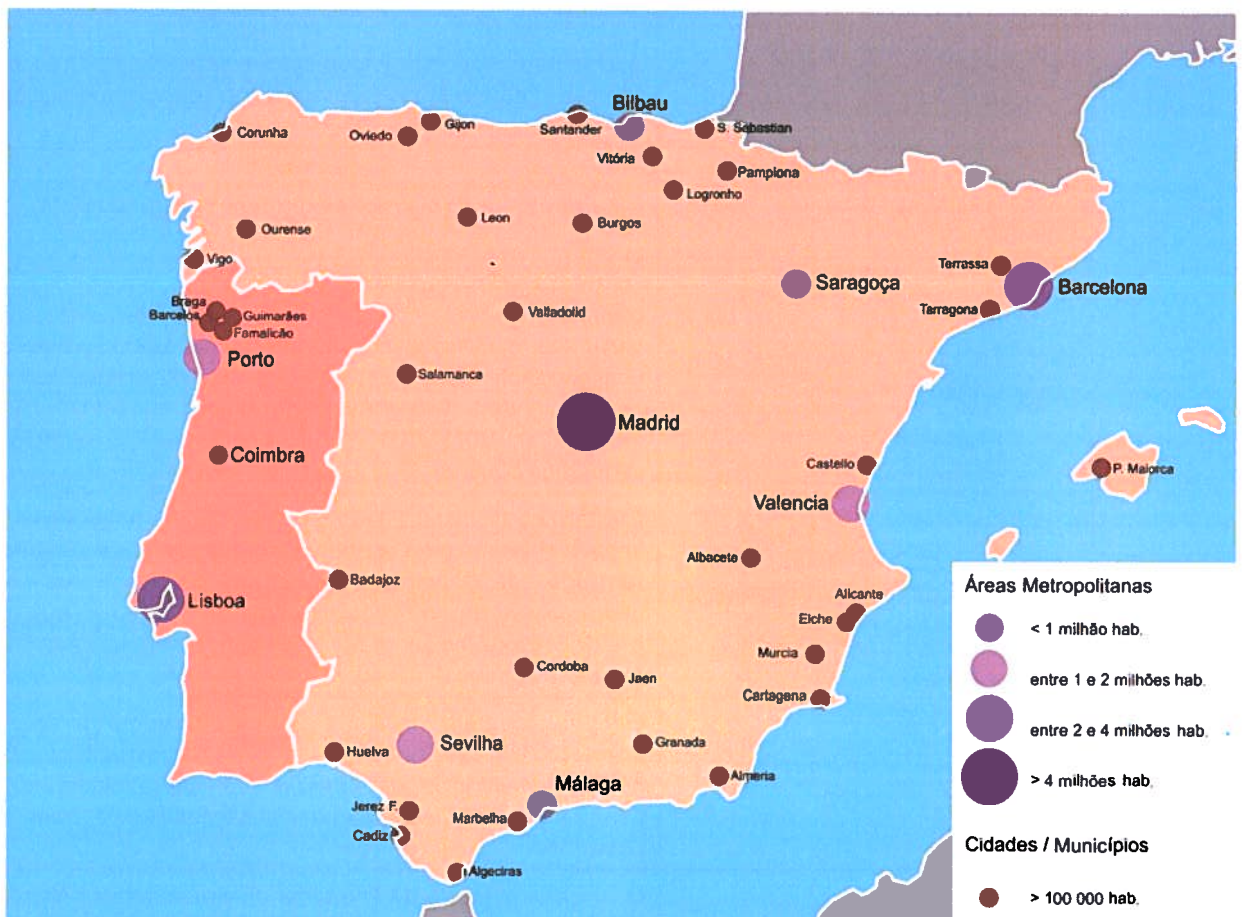 Bilbau
Corunha
Gijon
Oviedo
Santander
S. Sebastian
Vitória
Pamplona
Logronho
Leon
Burgos
Ourense
Vigo
Terrassa
Saragoça
Barcelona
Braga
Barcelos
Guimarães
Famalicão
Valladolid
Tarragona
Porto
Salamanca
Madrid
Coimbra
Castello
P. Maiorca
Valencia
Albacete
Badajoz
Lisboa
Alicante
Elche
Murcia
Cordoba
Jaen
Cartagena
Sevilha
Huelva
Granada
Almeria
Málaga
Jerez F.
Marbelha
Cadiz
Algeciras
Áreas Metropolitanas
< 1 milhão hab.
entre 1 e 2 milhões hab.
entre 2 e 4 milhões hab.
> 4 milhões hab.
Cidades / Municípios
> 100 000 hab.